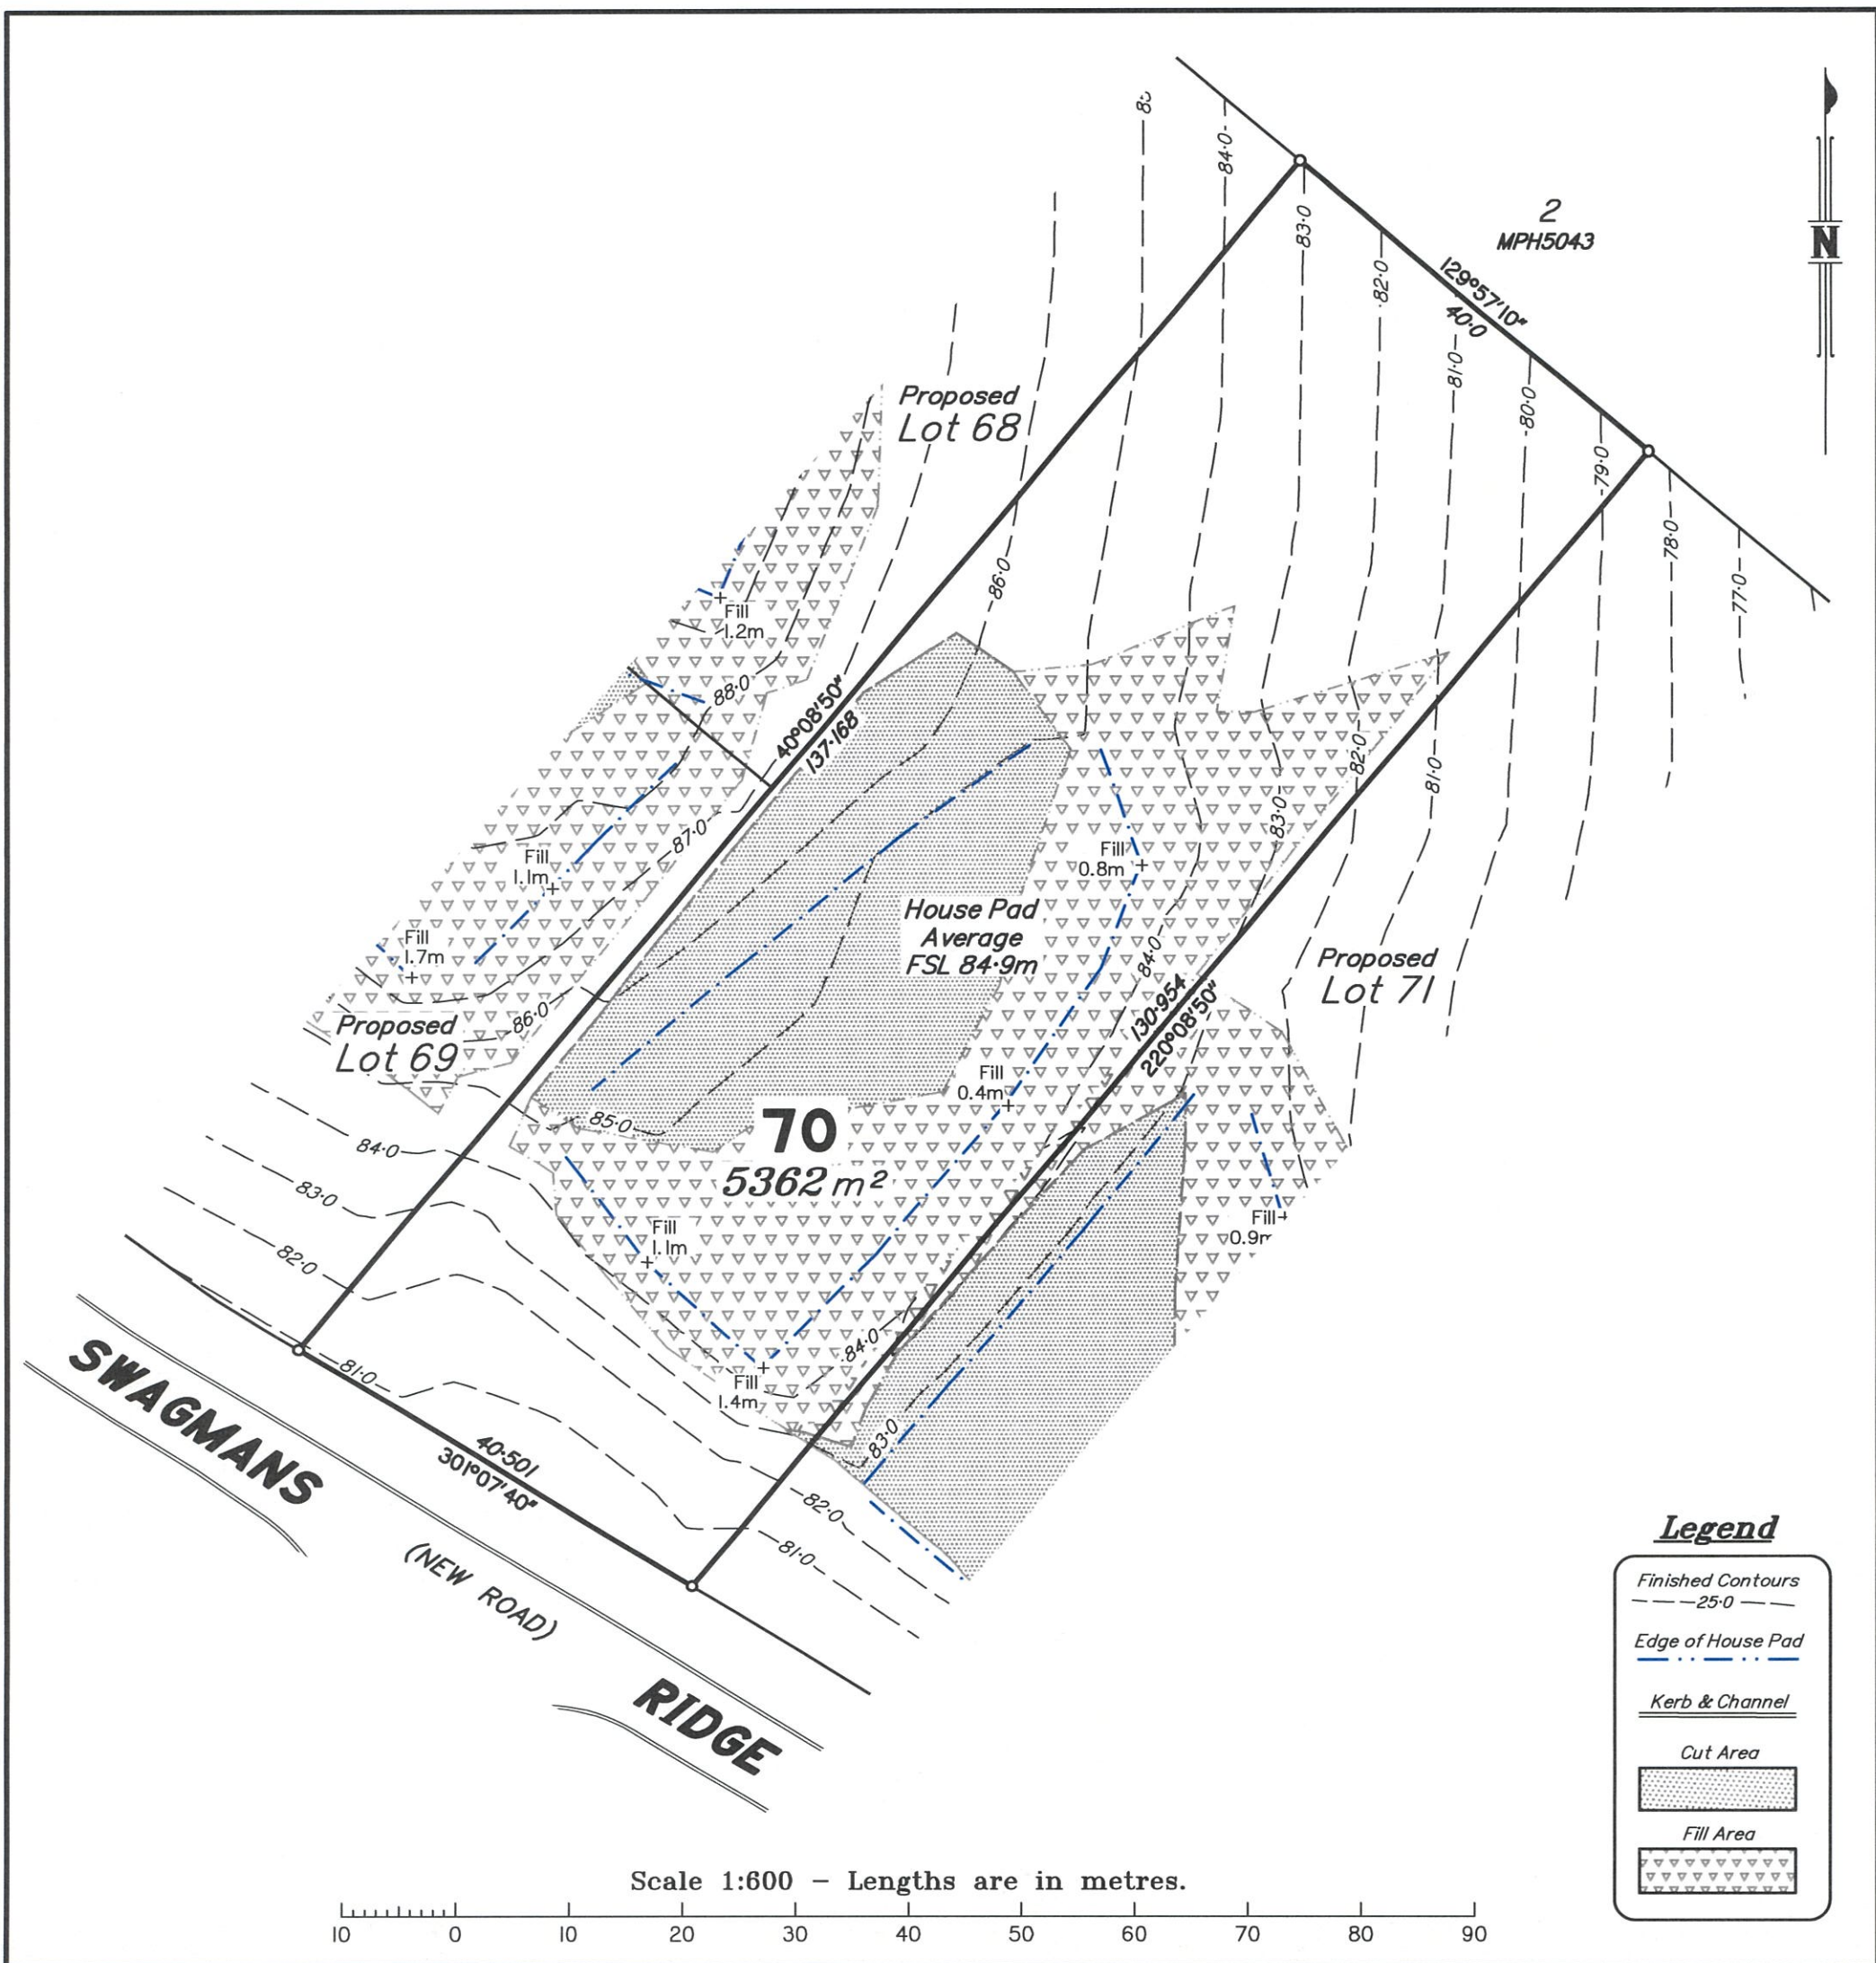 85
84·0
83·0
82·0
2
MPH5043
N
129°57'10"
40·0
81·0
80·0
79·0
78·0
77·0
Proposed
Lot 68
86·0
Fill
1.2m
88·0
40°08'50"
137·168
87·0
82·0
81·0
83·0
Fill
1.1m
Fill
0.8m
House Pad
Average
FSL 84·9m
Fill
1.7m
84·0
Proposed
Lot 71
130·954
220°08'50"
86·0
Proposed
Lot 69
Fill
0.4m
85·0
70
5362 m²
84·0
83·0
82·0
Fill
1.1m
Fill
0.9m
84·0
81·0
Fill
1.4m
83·0
40·501
301°07'40"
82·0
81·0
SWAGMANS
(NEW ROAD)
RIDGE
Legend
Finished Contours
25·0
Edge of House Pad
Kerb & Channel
Cut Area
Fill Area
Scale 1:600 – Lengths are in metres.
10 0 10 20 30 40 50 60 70 80 90